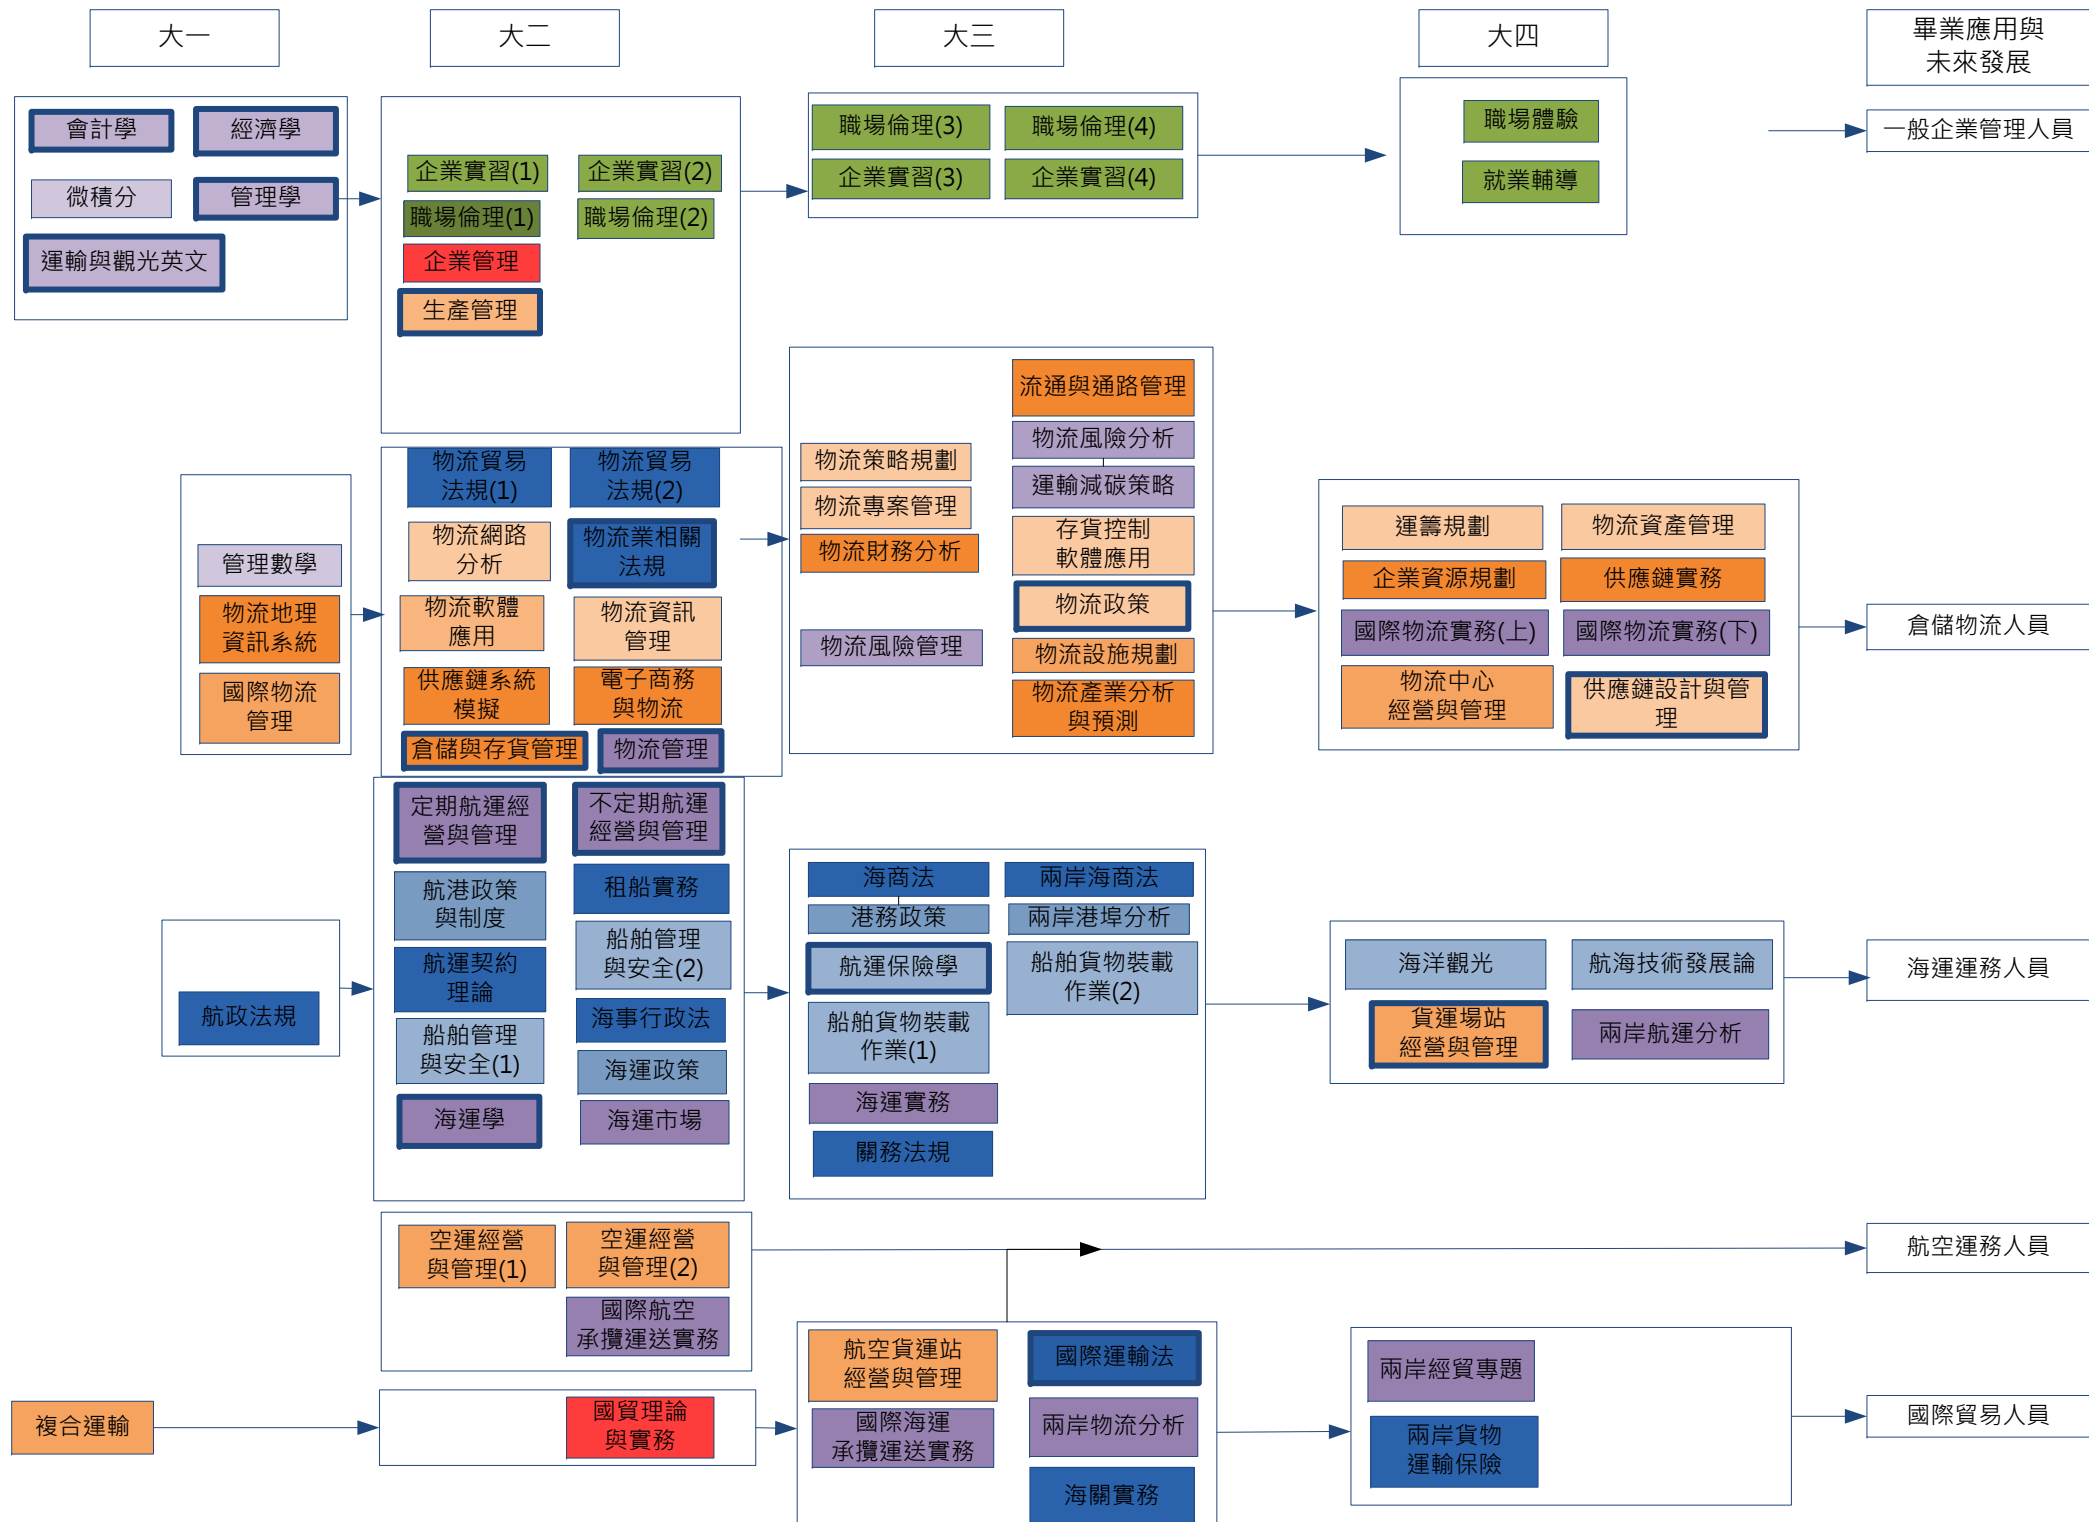 大一
大二
大三
大四
畢業應用與
未來發展
會計學
經濟學
微積分
管理學
運輸與觀光英文
企業實習(1)
企業實習(2)
職場倫理(1)
職場倫理(2)
企業管理
生產管理
職場倫理(3)
職場倫理(4)
企業實習(3)
企業實習(4)
職場體驗
就業輔導
一般企業管理人員
管理數學
物流地理
資訊系統
國際物流
管理
物流貿易
法規(1)
物流貿易
法規(2)
物流網路
分析
物流業相關
法規
物流軟體
應用
物流資訊
管理
供應鏈系統
模擬
電子商務
與物流
倉儲與存貨管理
物流管理
物流策略規劃
物流專案管理
物流財務分析
物流風險管理
流通與通路管理
物流風險分析
運輸減碳策略
存貨控制
軟體應用
物流政策
物流設施規劃
物流產業分析
與預測
運籌規劃
物流資產管理
企業資源規劃
供應鏈實務
國際物流實務(上)
國際物流實務(下)
物流中心
經營與管理
供應鏈設計與管
理
倉儲物流人員
航政法規
定期航運經
營與管理
不定期航運
經營與管理
航港政策
與制度
租船實務
航運契約
理論
船舶管理
與安全(2)
船舶管理
與安全(1)
海事行政法
海運政策
海運學
海運市場
海商法
兩岸海商法
港務政策
兩岸港埠分析
航運保險學
船舶貨物裝載
作業(2)
船舶貨物裝載
作業(1)
海運實務
關務法規
海洋觀光
航海技術發展論
貨運場站
經營與管理
兩岸航運分析
海運運務人員
空運經營
與管理(1)
空運經營
與管理(2)
國際航空
承攬運送實務
航空運務人員
複合運輸
國貿理論
與實務
航空貨運站
經營與管理
國際運輸法
國際海運
承攬運送實務
兩岸物流分析
海關實務
兩岸經貿專題
兩岸貨物
運輸保險
國際貿易人員